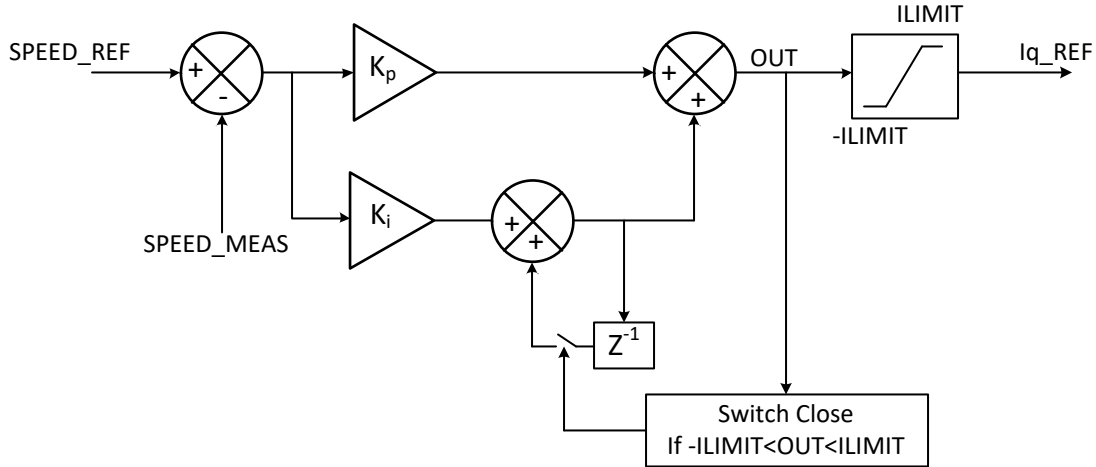 ILIMIT
SPEED_REF
+
-
Kp
+
+
OUT
Iq_REF
-ILIMIT
SPEED_MEAS
Ki
+
+
Z-1
Switch Close
If -ILIMIT<OUT<ILIMIT